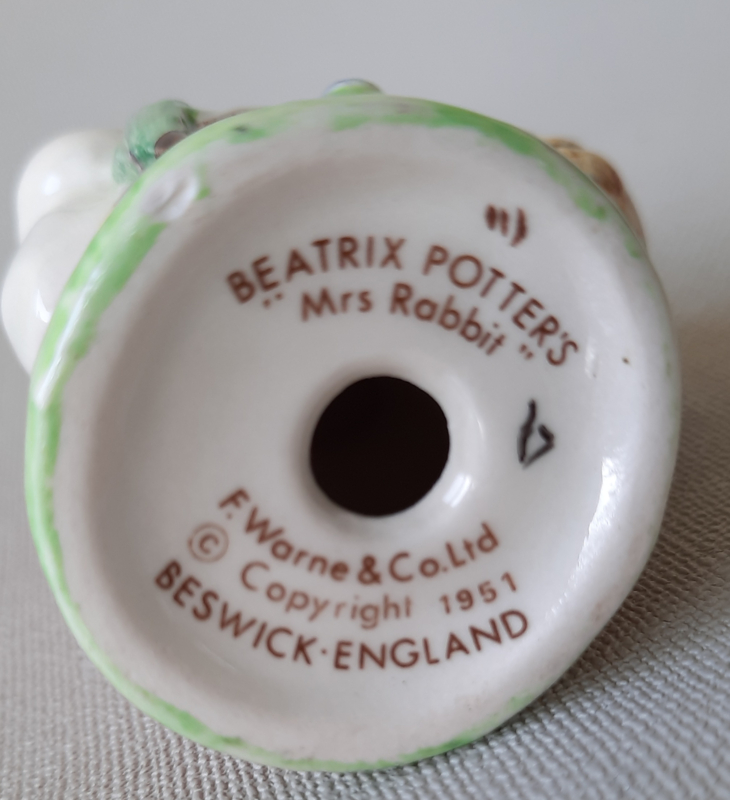 BEATRIX POTTER'S
"Mrs Rabbit"
F. Warne & Co. Ltd
© Copyright 1951
BESWICK · ENGLAND